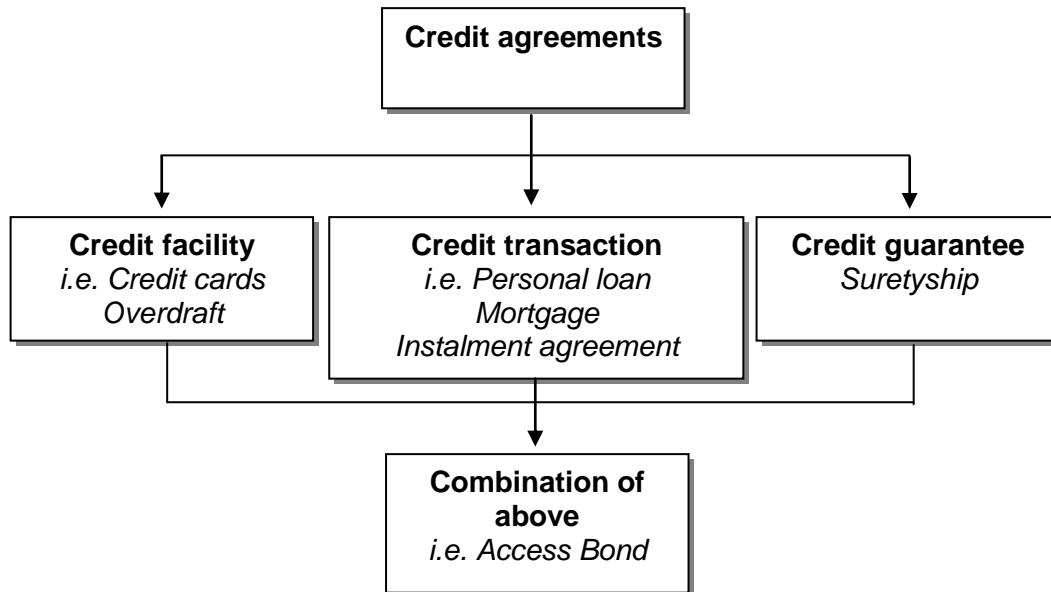 Credit agreements
Credit facility
i.e. Credit cards
Overdraft
Credit transaction
i.e. Personal loan
Mortgage
Instalment agreement
Credit guarantee
Suretyship
Combination of
above
i.e. Access Bond